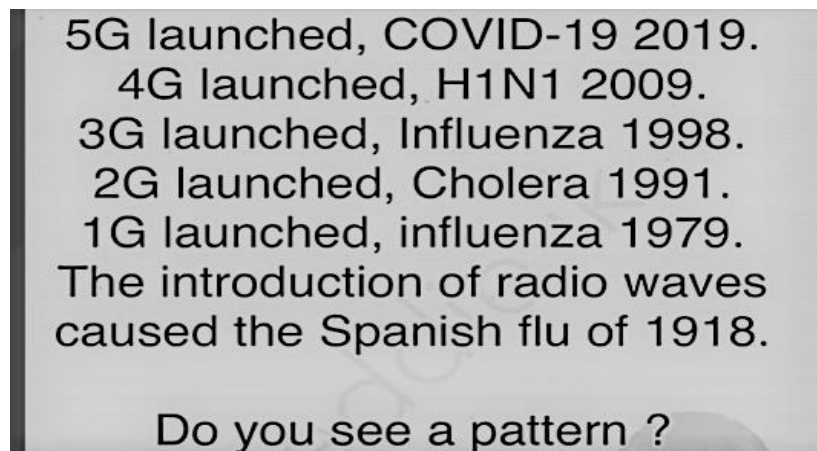 5G launched, COVID-19 2019.
4G launched, H1N1 2009.
3G launched, Influenza 1998.
2G launched, Cholera 1991.
1G launched, influenza 1979.
The introduction of radio waves
caused the Spanish flu of 1918.
Do you see a pattern ?